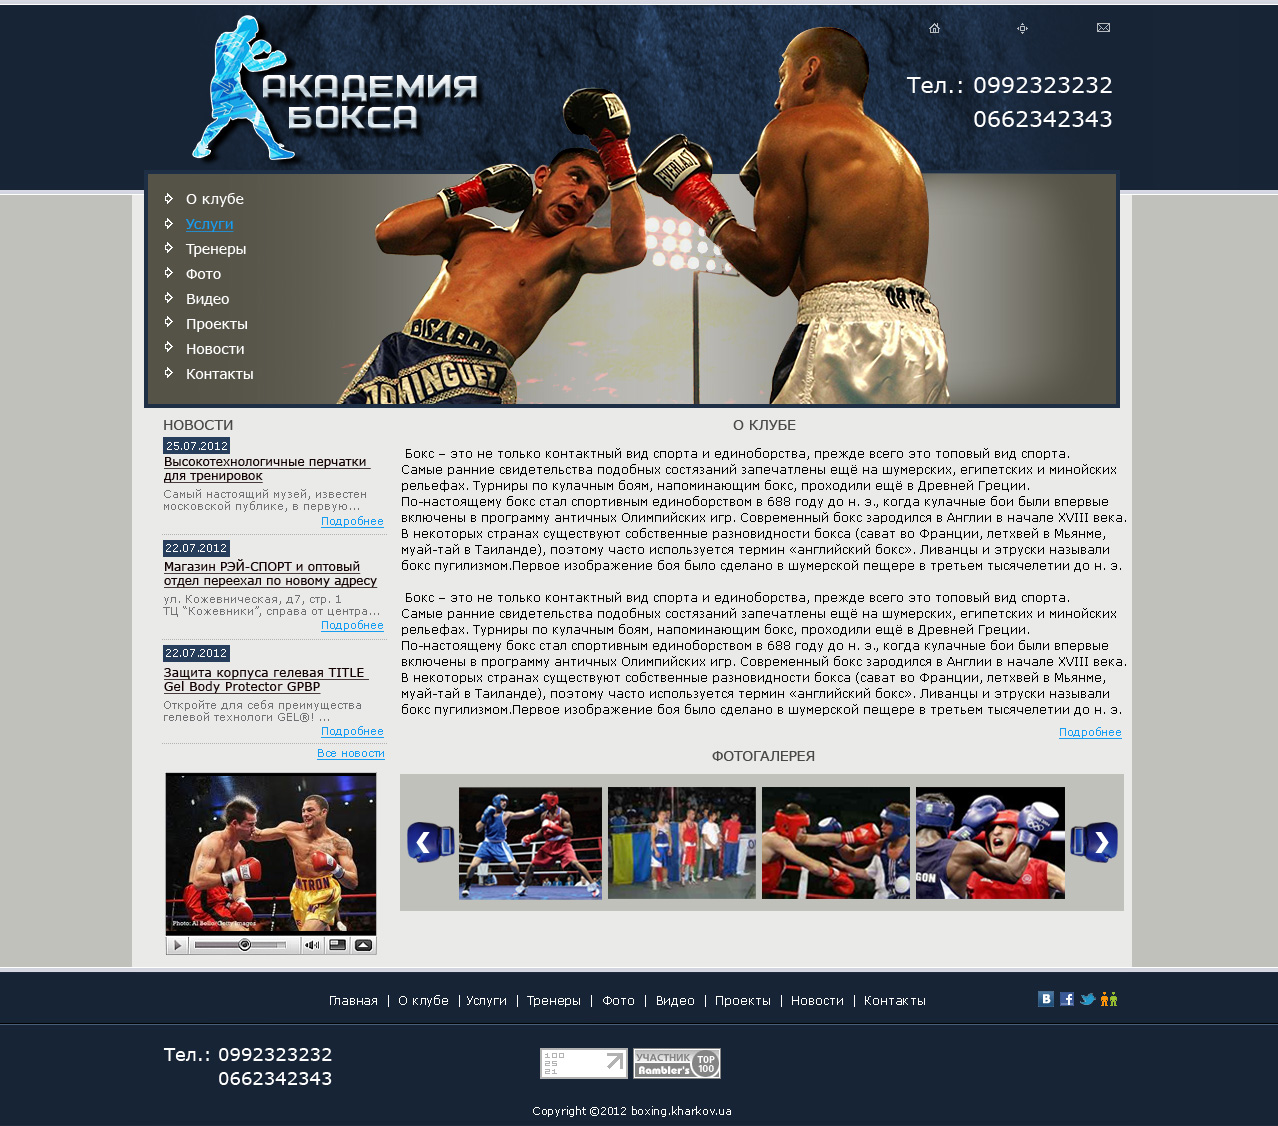 АКАДЕМИЯ
БОКСА
Тел.: 0992323232
0662342343
EVERLAST
EVERLAST
О клубе
Услуги
Тренеры
Фото
Видео
Проекты
Новости
Контакты
ORTIZ
RICARDO
DOMINGUEZ
НОВОСТИ
25.07.2012
Высокотехнологичные перчатки
для тренировок
Самый настоящий музей, известен
московской публике, в первую...
Подробнее
22.07.2012
Магазин РЭЙ-СПОРТ и оптовый
отдел переехал по новому адресу
ул. Кожевническая, д7, стр. 1
ТЦ “Кожевники”, справа от центра...
Подробнее
22.07.2012
Защита корпуса гелевая TITLE
Gel Body Protector GPBP
Откройте для себя преимущества
гелевой технологи GEL®! ...
Подробнее
Все новости
Photo: Al Bello/Getty Images
О КЛУБЕ
Бокс – это не только контактный вид спорта и единоборства, прежде всего это топовый вид спорта.
Самые ранние свидетельства подобных состязаний запечатлены ещё на шумерских, египетских и минойских
рельефах. Турниры по кулачным боям, напоминающим бокс, проходили ещё в Древней Греции.
По-настоящему бокс стал спортивным единоборством в 688 году до н. э., когда кулачные бои были впервые
включены в программу античных Олимпийских игр. Современный бокс зародился в Англии в начале XVIII века.
В некоторых странах существуют собственные разновидности бокса (сават во Франции, летхвей в Мьянме,
муай-тай в Таиланде), поэтому часто используется термин «английский бокс». Ливанцы и этруски называли
бокс пугилизмом.Первое изображение боя было сделано в шумерской пещере в третьем тысячелетии до н. э.
Бокс – это не только контактный вид спорта и единоборства, прежде всего это топовый вид спорта.
Самые ранние свидетельства подобных состязаний запечатлены ещё на шумерских, египетских и минойских
рельефах. Турниры по кулачным боям, напоминающим бокс, проходили ещё в Древней Греции.
По-настоящему бокс стал спортивным единоборством в 688 году до н. э., когда кулачные бои были впервые
включены в программу античных Олимпийских игр. Современный бокс зародился в Англии в начале XVIII века.
В некоторых странах существуют собственные разновидности бокса (сават во Франции, летхвей в Мьянме,
муай-тай в Таиланде), поэтому часто используется термин «английский бокс». Ливанцы и этруски называли
бокс пугилизмом.Первое изображение боя было сделано в шумерской пещере в третьем тысячелетии до н. э.
Подробнее
ФОТОГАЛЕРЕЯ
GON
Главная | О клубе | Услуги | Тренеры | Фото | Видео | Проекты | Новости | Контакты
Тел.: 0992323232
0662342343
100
25
21
УЧАСТНИК
Rambler's
TOP
100
Copyright ©2012 boxing.kharkov.ua